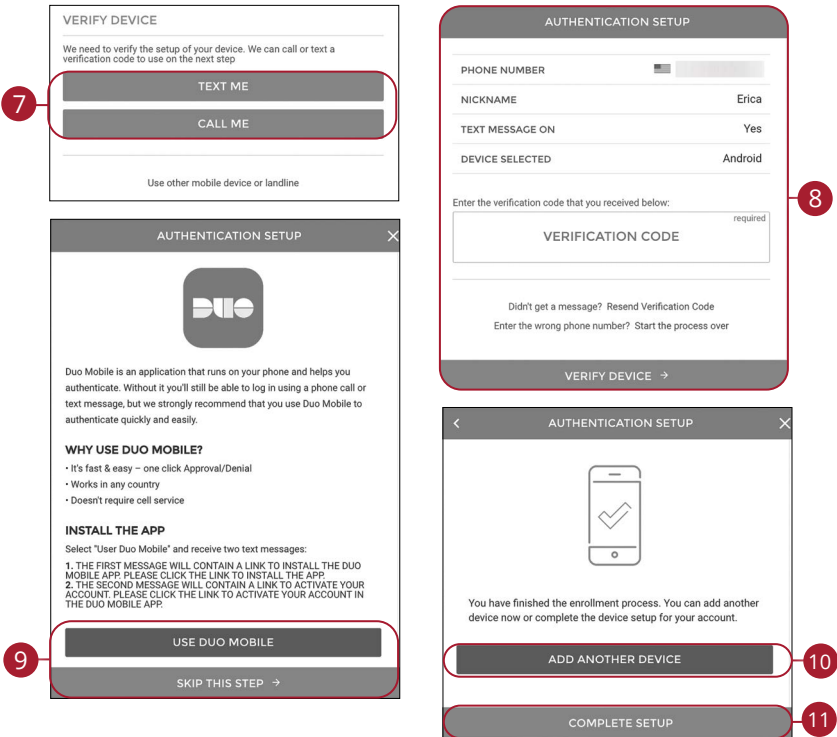 VERIFY DEVICE
We need to verify the setup of your device. We can call or text a
verification code to use on the next step
TEXT ME
CALL ME
7
Use other mobile device or landline
AUTHENTICATION SETUP
PHONE NUMBER
NICKNAME Erica
TEXT MESSAGE ON Yes
DEVICE SELECTED Android
Enter the verification code that you received below:
required
VERIFICATION CODE
Didn't get a message? Resend Verification Code
Enter the wrong phone number? Start the process over
VERIFY DEVICE →
8
AUTHENTICATION SETUP X
DUO
Duo Mobile is an application that runs on your phone and helps you
authenticate. Without it you'll still be able to log in using a phone call or
text message, but we strongly recommend that you use Duo Mobile to
authenticate quickly and easily.
WHY USE DUO MOBILE?
• It's fast & easy – one click Approval/Denial
• Works in any country
• Doesn't require cell service
INSTALL THE APP
Select "User Duo Mobile" and receive two text messages:
1. THE FIRST MESSAGE WILL CONTAIN A LINK TO INSTALL THE DUO
MOBILE APP. PLEASE CLICK THE LINK TO INSTALL THE APP.
2. THE SECOND MESSAGE WILL CONTAIN A LINK TO ACTIVATE YOUR
ACCOUNT. PLEASE CLICK THE LINK TO ACTIVATE YOUR ACCOUNT IN
THE DUO MOBILE APP.
USE DUO MOBILE
SKIP THIS STEP →
9
< AUTHENTICATION SETUP X
You have finished the enrollment process. You can add another
device now or complete the device setup for your account.
ADD ANOTHER DEVICE
10
COMPLETE SETUP
11